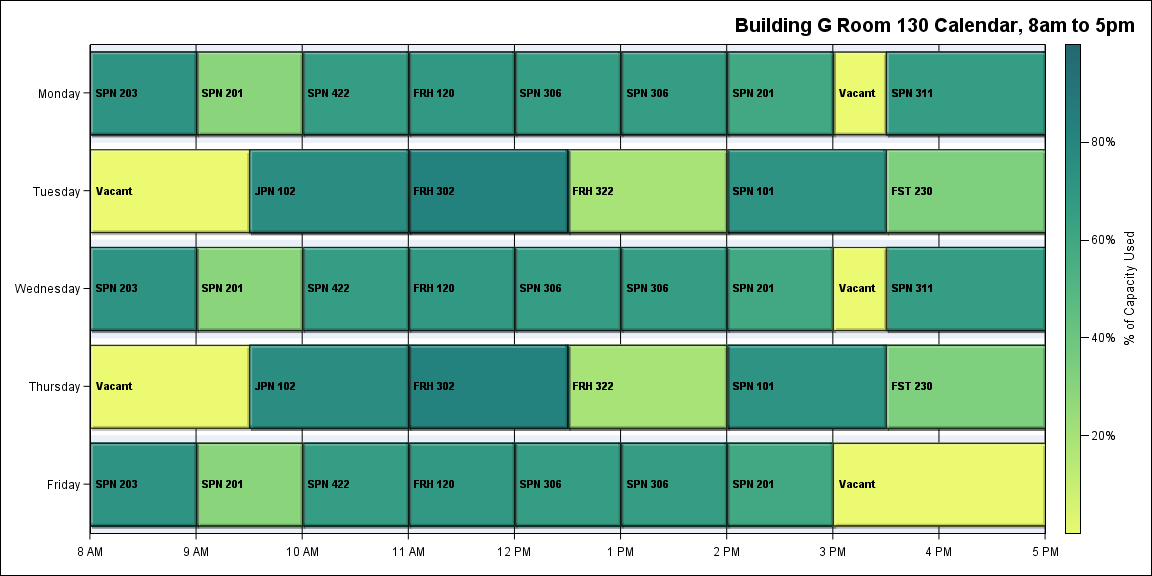 Building G Room 130 Calendar, 8am to 5pm
Monday
SPN 203 SPN 201 SPN 422 FRH 120 SPN 306 SPN 306 SPN 201 Vacant SPN 311
Tuesday
Vacant JPN 102 FRH 302 FRH 322 SPN 101 FST 230
Wednesday
SPN 203 SPN 201 SPN 422 FRH 120 SPN 306 SPN 306 SPN 201 Vacant SPN 311
Thursday
Vacant JPN 102 FRH 302 FRH 322 SPN 101 FST 230
Friday
SPN 203 SPN 201 SPN 422 FRH 120 SPN 306 SPN 306 SPN 201 Vacant
8 AM 9 AM 10 AM 11 AM 12 PM 1 PM 2 PM 3 PM 4 PM 5 PM
80%
60%
40%
20%
% of Capacity Used